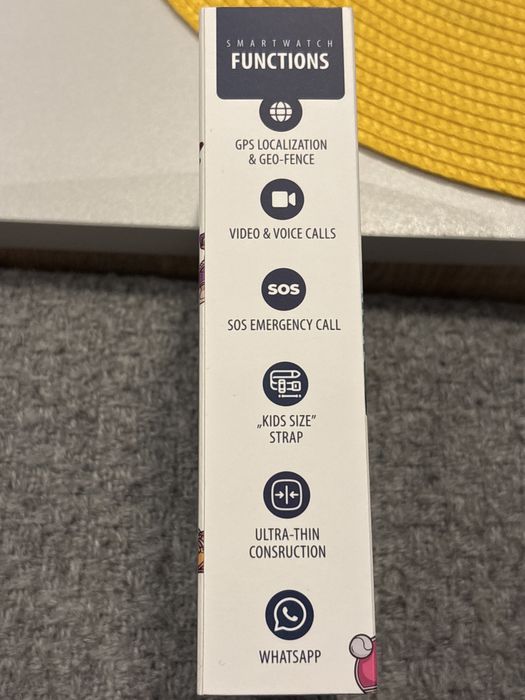 SMARTWATCH
FUNCTIONS
GPS LOCALIZATION
& GEO-FENCE
VIDEO & VOICE CALLS
SOS
SOS EMERGENCY CALL
„KIDS SIZE”
STRAP
ULTRA-THIN
CONSRUCTION
WHATSAPP